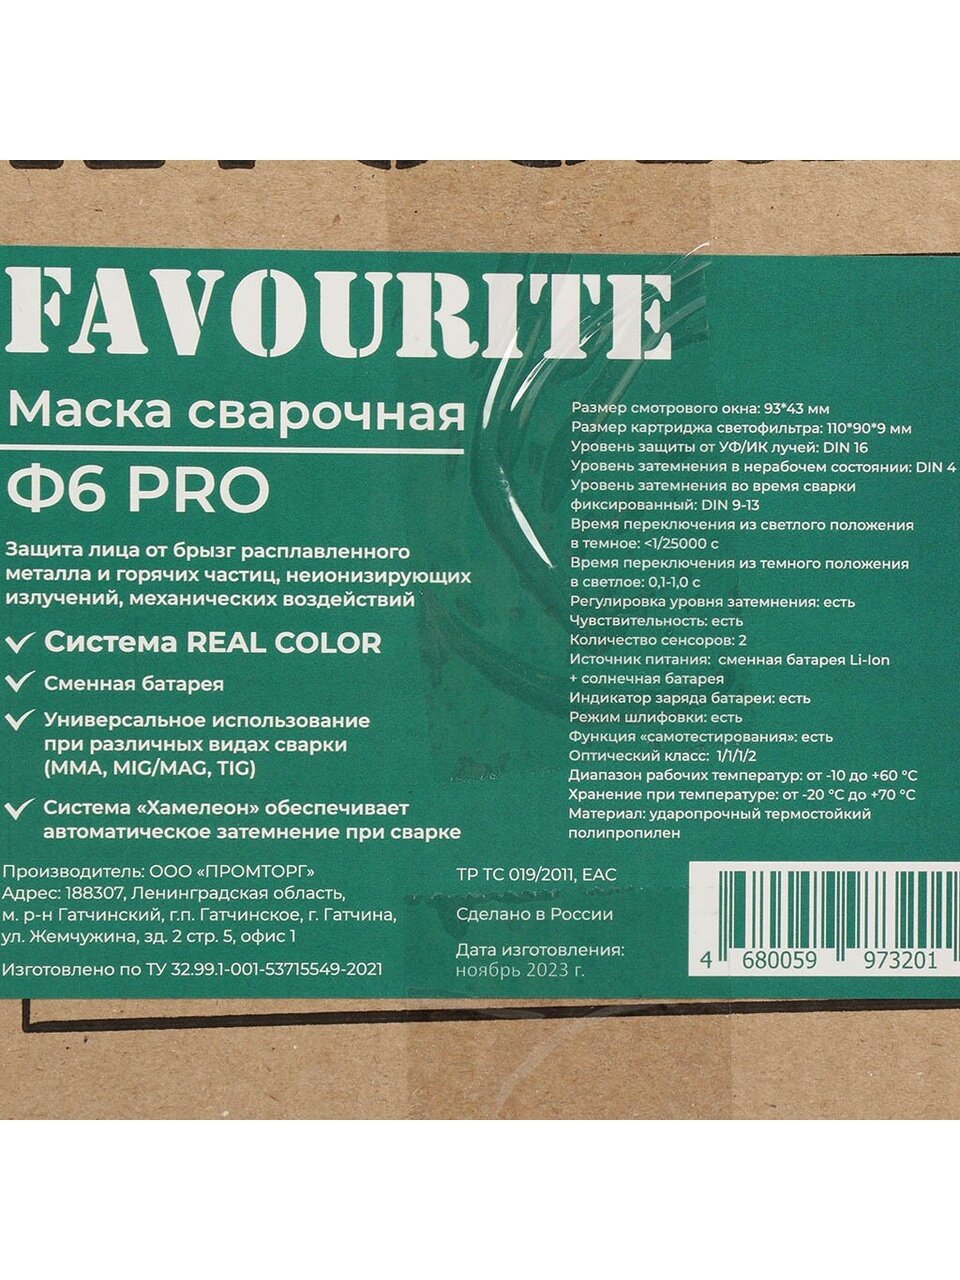 FAVOURITE
Маска сварочная
Ф6 PRO
Защита лица от брызг расплавленного
металла и горячих частиц, неионизирующих
излучений, механических воздействий
Система REAL COLOR
Сменная батарея
Универсальное использование
при различных видах сварки
(MMA, MIG/MAG, TIG)
Система «Хамелеон» обеспечивает
автоматическое затемнение при сварке
Размер смотрового окна: 93*43 мм
Размер картриджа светофильтра: 110*90*9 мм
Уровень защиты от УФ/ИК лучей: DIN 16
Уровень затемнения в нерабочем состоянии: DIN 4
Уровень затемнения во время сварки
фиксированный: DIN 9-13
Время переключения из светлого положения
в темное: <1/25000 с
Время переключения из темного положения
в светлое: 0,1-1,0 с
Регулировка уровня затемнения: есть
Чувствительность: есть
Количество сенсоров: 2
Источник питания: сменная батарея Li-Ion
+ солнечная батарея
Индикатор заряда батареи: есть
Режим шлифовки: есть
Функция «самотестирования»: есть
Оптический класс: 1/1/1/2
Диапазон рабочих температур: от -10 до +60 °C
Хранение при температуре: от -20 °C до +70 °C
Материал: ударопрочный термостойкий
полипропилен
Производитель: ООО «ПРОМТОРГ»
Адрес: 188307, Ленинградская область,
м. р-н Гатчинский, г.п. Гатчинское, г. Гатчина,
ул. Жемчужина, зд. 2 стр. 5, офис 1
Изготовлено по ТУ 32.99.1-001-53715549-2021
ТР ТС 019/2011, ЕАС
Сделано в России
Дата изготовления:
ноябрь 2023 г.
4 680059 973201